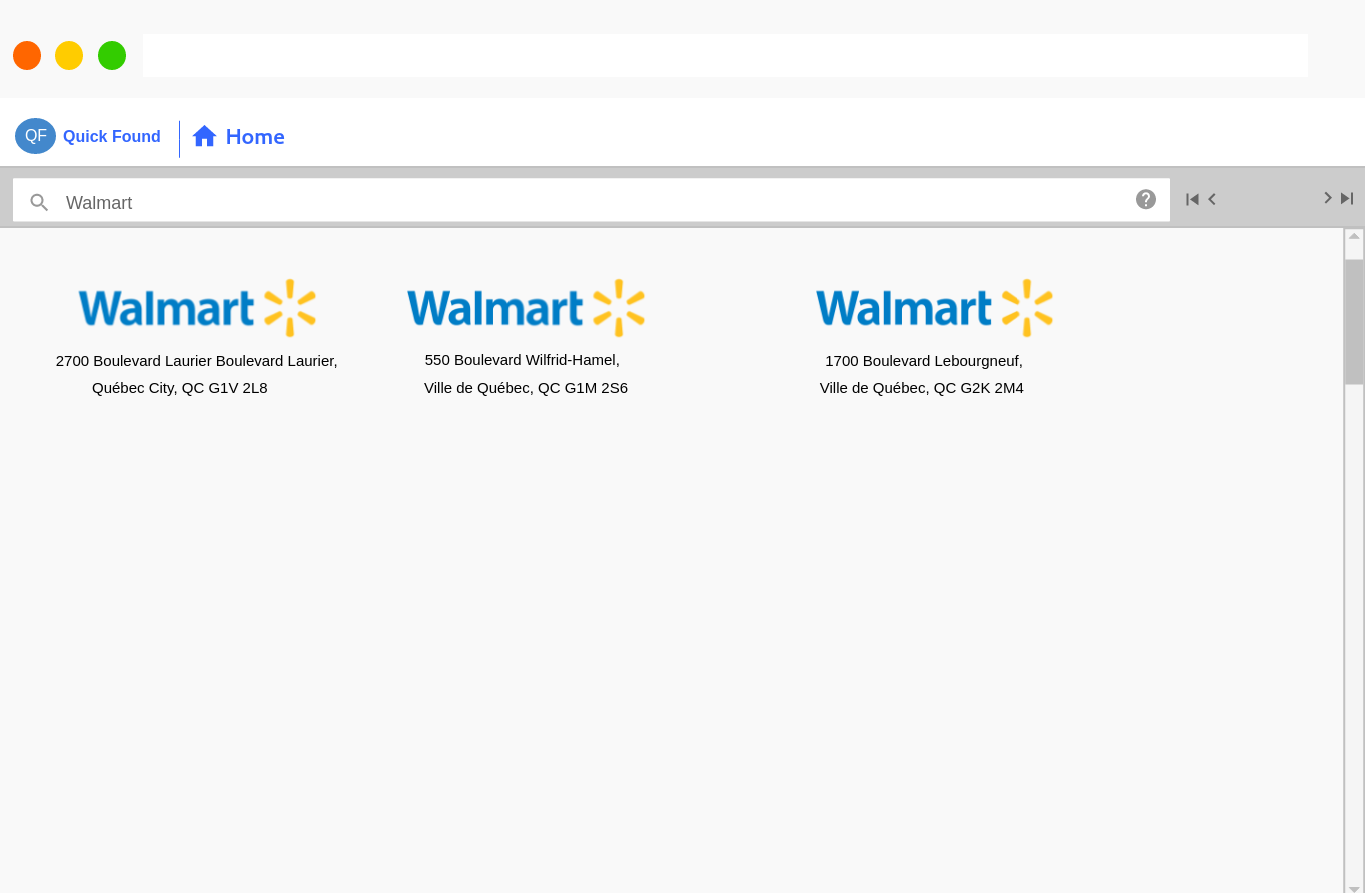 QF Quick Found Home
Walmart
Walmart Walmart Walmart
2700 Boulevard Laurier Boulevard Laurier,
Québec City, QC G1V 2L8
550 Boulevard Wilfrid-Hamel,
Ville de Québec, QC G1M 2S6
1700 Boulevard Lebourgneuf,
Ville de Québec, QC G2K 2M4